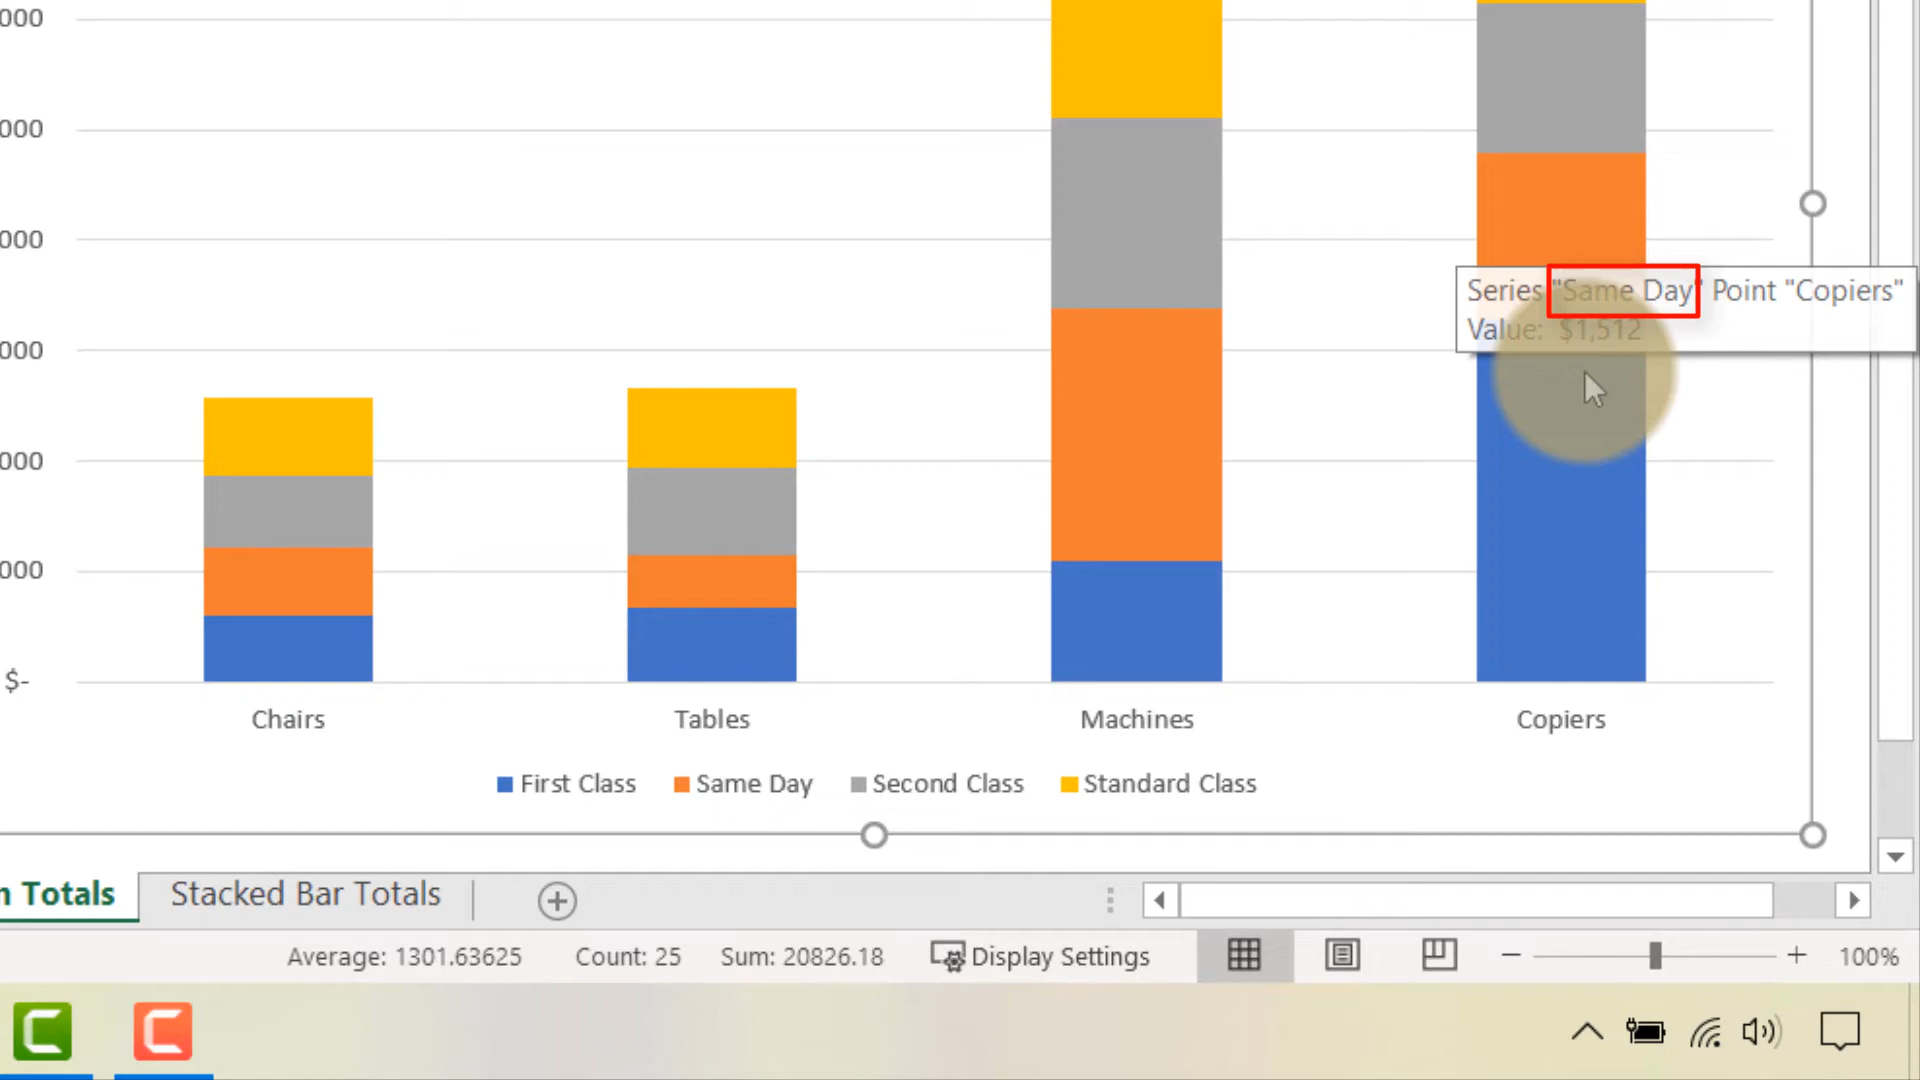 000
000
000
000
000
000
$-
Series "Same Day" Point "Copiers"
Value: $1,512
Chairs
Tables
Machines
Copiers
First Class
Same Day
Second Class
Standard Class
n Totals
Stacked Bar Totals
Average: 1301.63625
Count: 25
Sum: 20826.18
Display Settings
100%